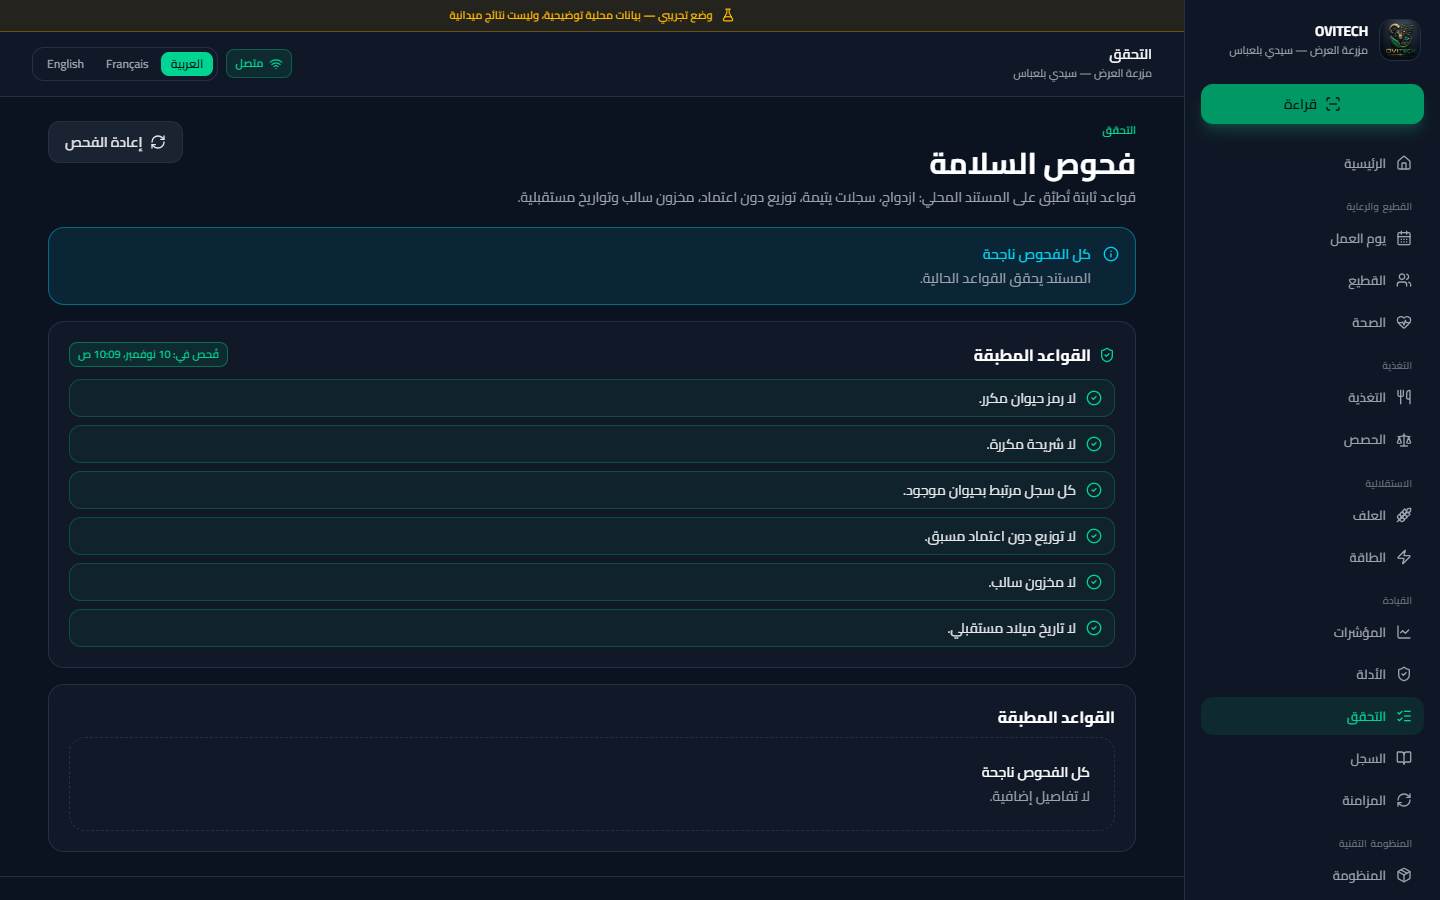 وضع تجريبي — بيانات محلية توضيحية، وليست نتائج ميدانية
OVITECH
مزرعة العرض — سيدي بلعباس
قراءة
الرئيسية
القطيع والرعاية
يوم العمل
القطيع
الصحة
التغذية
التغذية
الحصص
الاستقلالية
العلف
الطاقة
القيادة
المؤشرات
الأدلة
التحقق
السجل
المزامنة
المنظومة التقنية
المنظومة
التحقق
مزرعة العرض — سيدي بلعباس
متصل
العربية
Français
English
التحقق
فحوص السلامة
قواعد ثابتة تُطبَّق على المستند المحلي: ازدواج، سجلات يتيمة، توزيع دون اعتماد، مخزون سالب وتواريخ مستقبلية.
إعادة الفحص
كل الفحوص ناجحة
المستند يحقق القواعد الحالية.
القواعد المطبقة
فُحص في: 10 نوفمبر، 10:09 ص
لا رمز حيوان مكرر.
لا شريحة مكررة.
كل سجل مرتبط بحيوان موجود.
لا توزيع دون اعتماد مسبق.
لا مخزون سالب.
لا تاريخ ميلاد مستقبلي.
القواعد المطبقة
كل الفحوص ناجحة
لا تفاصيل إضافية.